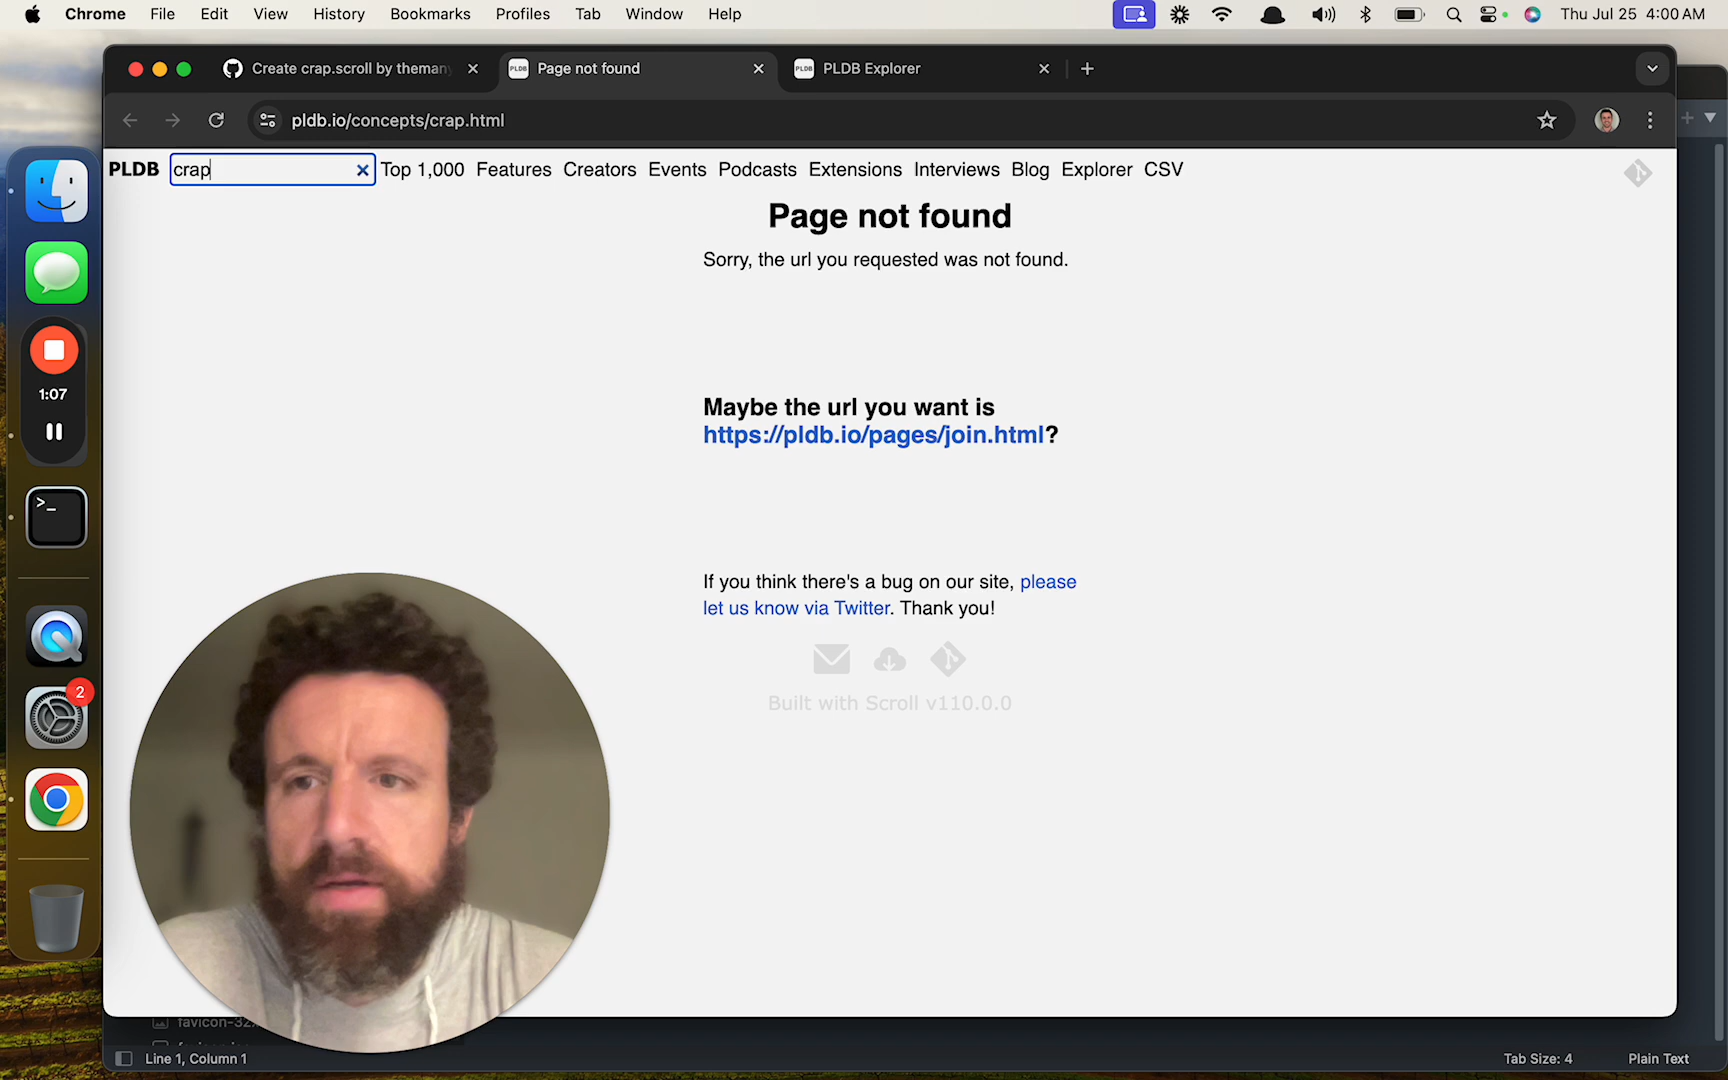 Chrome File Edit View History Bookmarks Profiles Tab Window Help Thu Jul 25 4:00 AM
Create crap.scroll by themany
Page not found
PLDB Explorer
pldb.io/concepts/crap.html
PLDB crap Top 1,000 Features Creators Events Podcasts Extensions Interviews Blog Explorer CSV
Page not found
Sorry, the url you requested was not found.
1:07
Maybe the url you want is
https://pldb.io/pages/join.html?
>_
If you think there's a bug on our site, please
let us know via Twitter. Thank you!
2
Built with Scroll v110.0.0
favicon-32x
Line 1, Column 1 Tab Size: 4 Plain Text